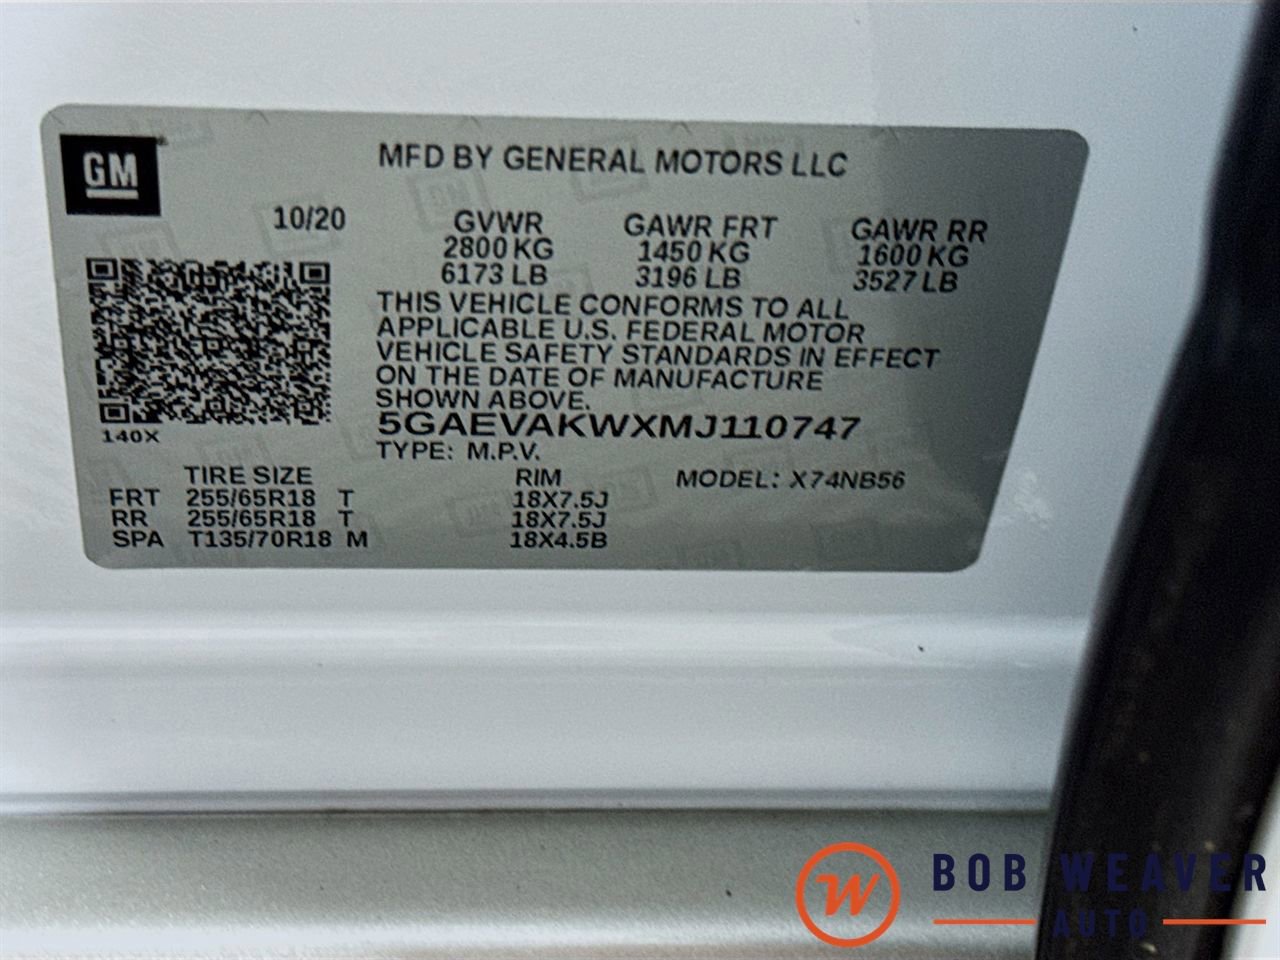 GM
MFD BY GENERAL MOTORS LLC
10/20
GVWR GAWR FRT GAWR RR
2800 KG 1450 KG 1600 KG
6173 LB 3196 LB 3527 LB
THIS VEHICLE CONFORMS TO ALL
APPLICABLE U.S. FEDERAL MOTOR
VEHICLE SAFETY STANDARDS IN EFFECT
ON THE DATE OF MANUFACTURE
SHOWN ABOVE.
5GAEVAKWXMJ110747
140X
TYPE: M.P.V.
TIRE SIZE RIM MODEL: X74NB56
FRT 255/65R18 T 18X7.5J
RR 255/65R18 T 18X7.5J
SPA T135/70R18 M 18X4.5B
W BOB WEAVER
AUTO